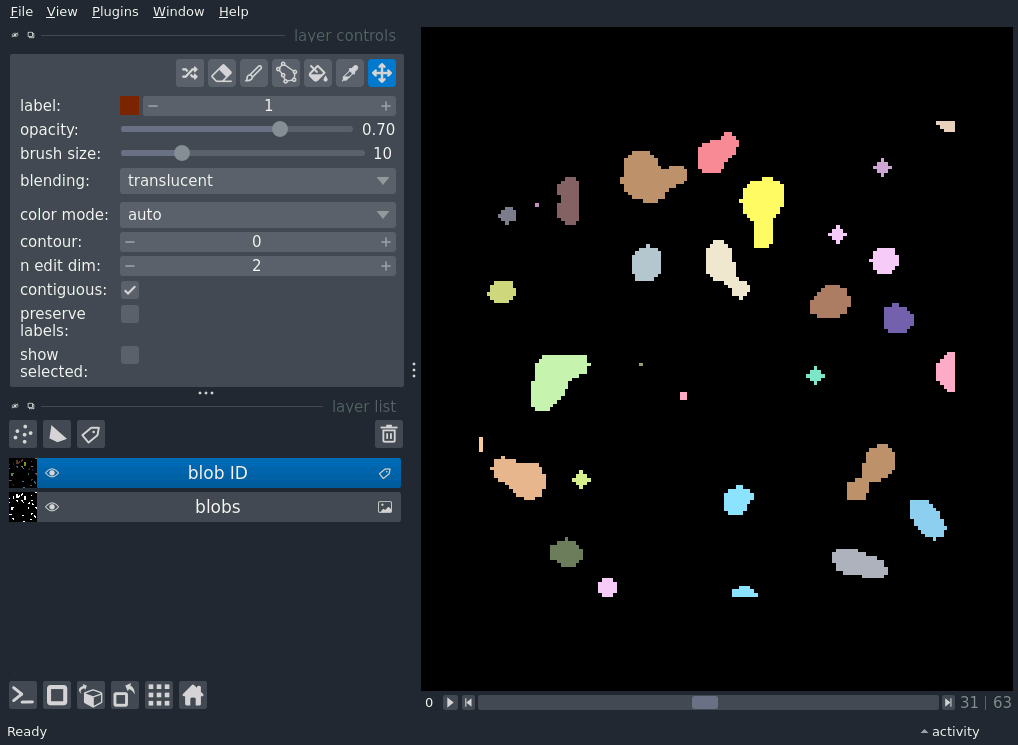 File View Plugins Window Help
layer controls
label: 1
opacity: 0.70
brush size: 10
blending: translucent
color mode: auto
contour: 0
n edit dim: 2
contiguous:
preserve
labels:
show
selected:
layer list
blob ID
blobs
0 31 | 63
Ready activity